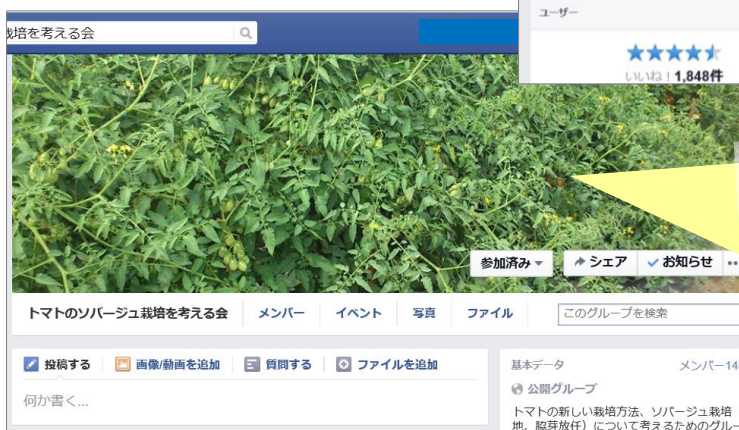 ユーザー
栽培を考える会
いいね！1,848件
参加済み
シェア
お知らせ
トマトのソバージュ栽培を考える会
メンバー
イベント
写真
ファイル
このグループを検索
投稿する
画像/動画を追加
質問する
ファイルを追加
何か書く...
基本データ
メンバー14
公開グループ
トマトの新しい栽培方法、ソバージュ栽培
地、脇芽放任）について考えるためのグルー